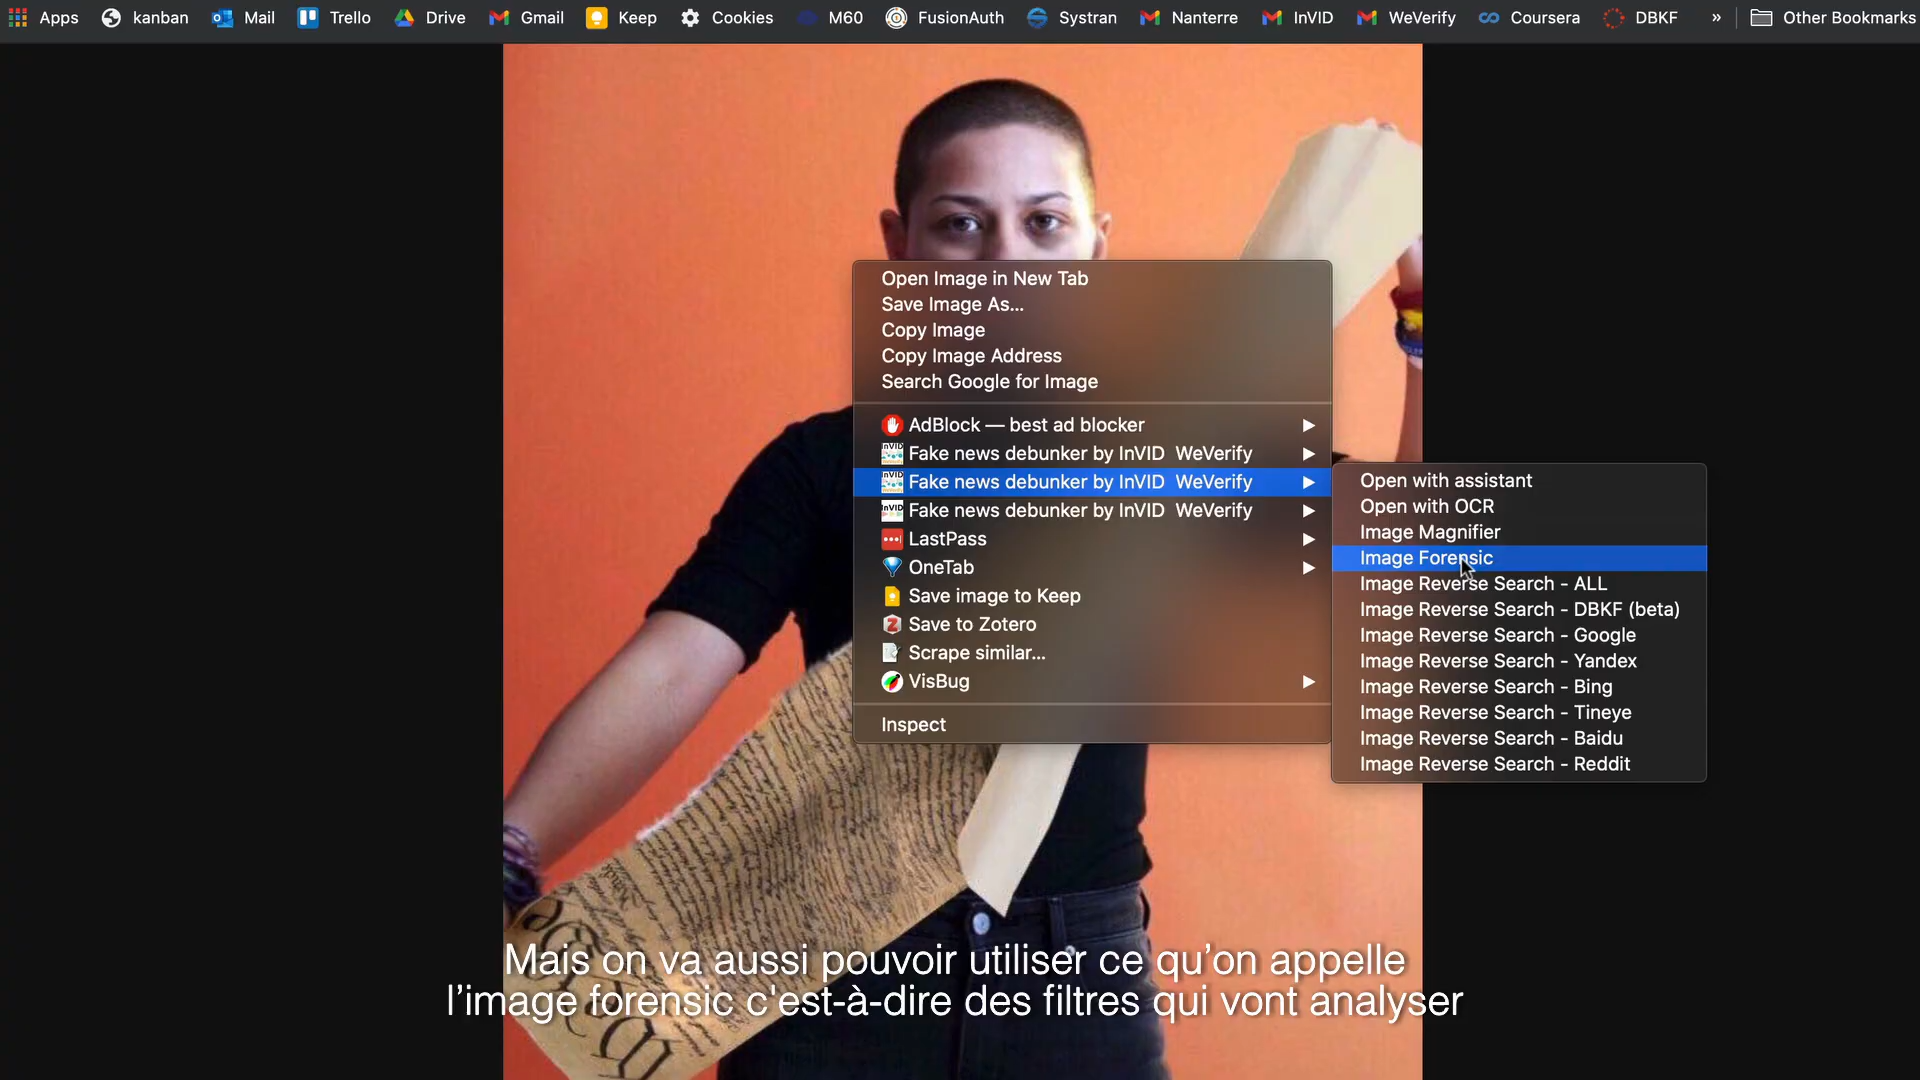 Apps kanban Mail Trello Drive Gmail Keep Cookies M60 FusionAuth Systran Nanterre InVID WeVerify Coursera DBKF » Other Bookmarks
Open Image in New Tab
Save Image As...
Copy Image
Copy Image Address
Search Google for Image
AdBlock — best ad blocker
Fake news debunker by InVID WeVerify
Fake news debunker by InVID WeVerify
Fake news debunker by InVID WeVerify
LastPass
OneTab
Save image to Keep
Save to Zotero
Scrape similar...
VisBug
Inspect
Open with assistant
Open with OCR
Image Magnifier
Image Forensic
Image Reverse Search - ALL
Image Reverse Search - DBKF (beta)
Image Reverse Search - Google
Image Reverse Search - Yandex
Image Reverse Search - Bing
Image Reverse Search - Tineye
Image Reverse Search - Baidu
Image Reverse Search - Reddit
Mais on va aussi pouvoir utiliser ce qu’on appelle
l’image forensic c'est-à-dire des filtres qui vont analyser